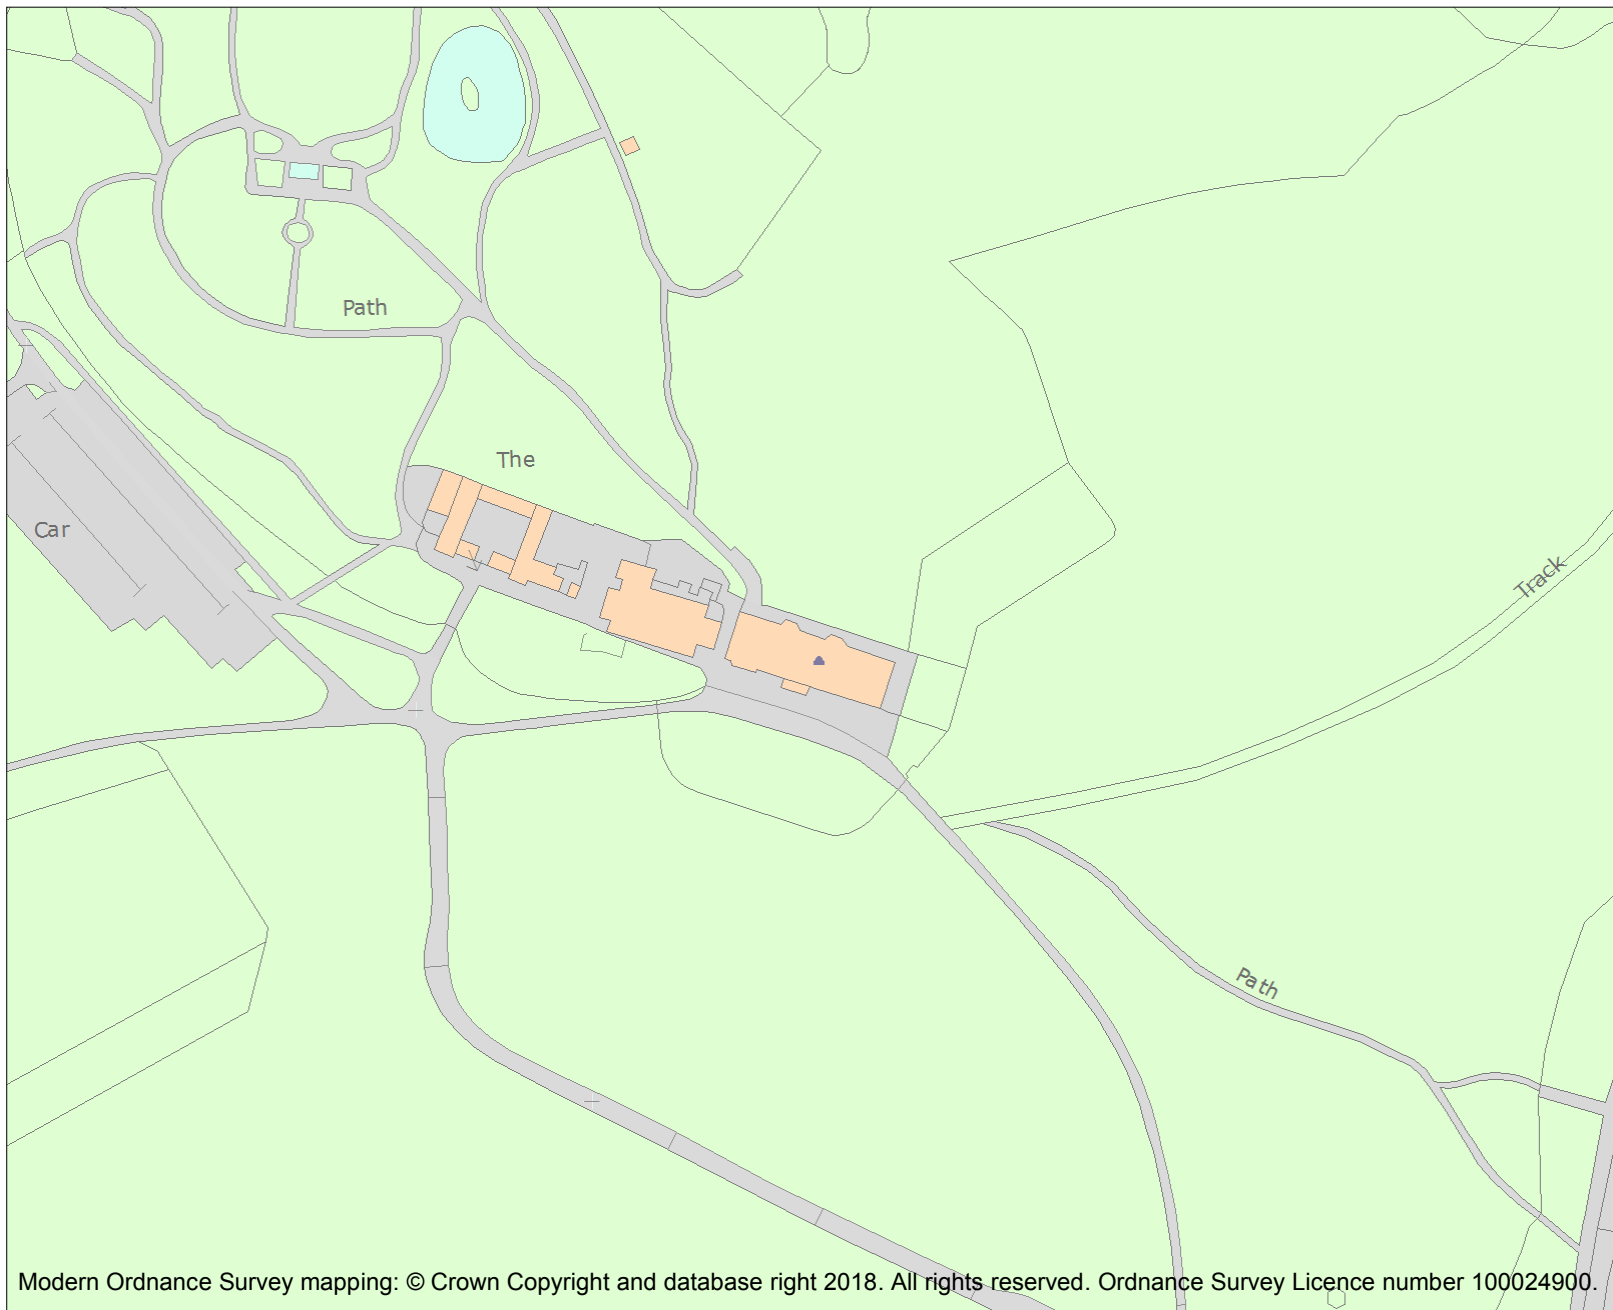 Path
The
Car
Track
Path
Modern Ordnance Survey mapping: © Crown Copyright and database right 2018. All rights reserved. Ordnance Survey Licence number 100024900.